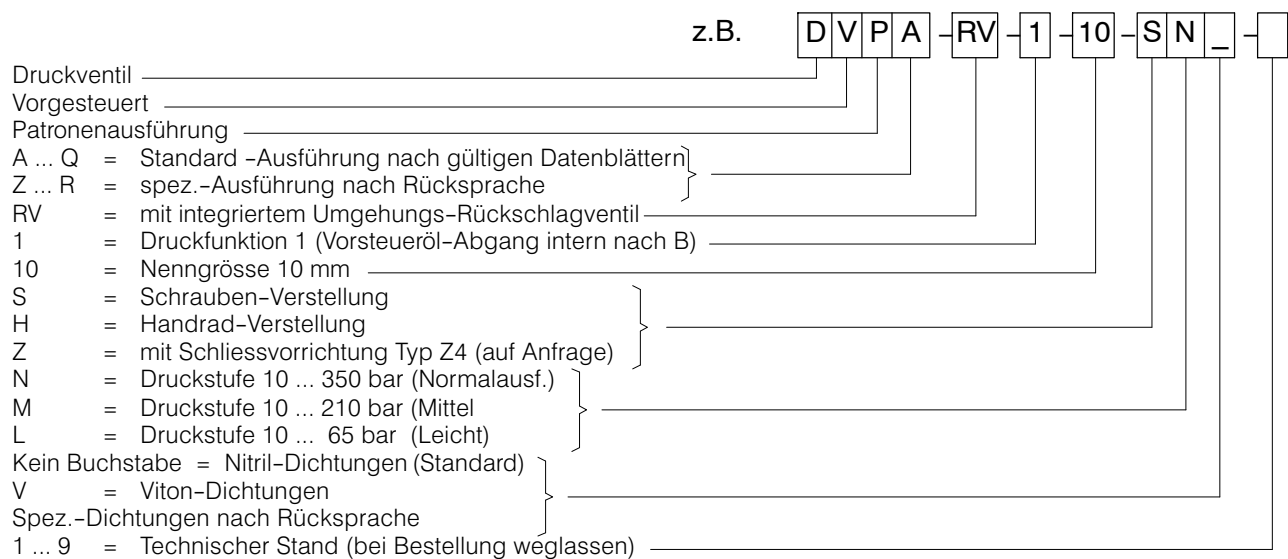 z.B. DVPA -RV -1 -10 -SN_ -
Druckventil
Vorgesteuert
Patronenausführung
A ... Q = Standard -Ausführung nach gültigen Datenblättern
Z ... R = spez.-Ausführung nach Rücksprache
RV = mit integriertem Umgehungs-Rückschlagventil
1 = Druckfunktion 1 (Vorsteueröl-Abgang intern nach B)
10 = Nenngrösse 10 mm
S = Schrauben-Verstellung
H = Handrad-Verstellung
Z = mit Schliessvorrichtung Typ Z4 (auf Anfrage)
N = Druckstufe 10 ... 350 bar (Normalausf.)
M = Druckstufe 10 ... 210 bar (Mittel
L = Druckstufe 10 ... 65 bar (Leicht)
Kein Buchstabe = Nitril-Dichtungen (Standard)
V = Viton-Dichtungen
Spez.-Dichtungen nach Rücksprache
1 ... 9 = Technischer Stand (bei Bestellung weglassen)